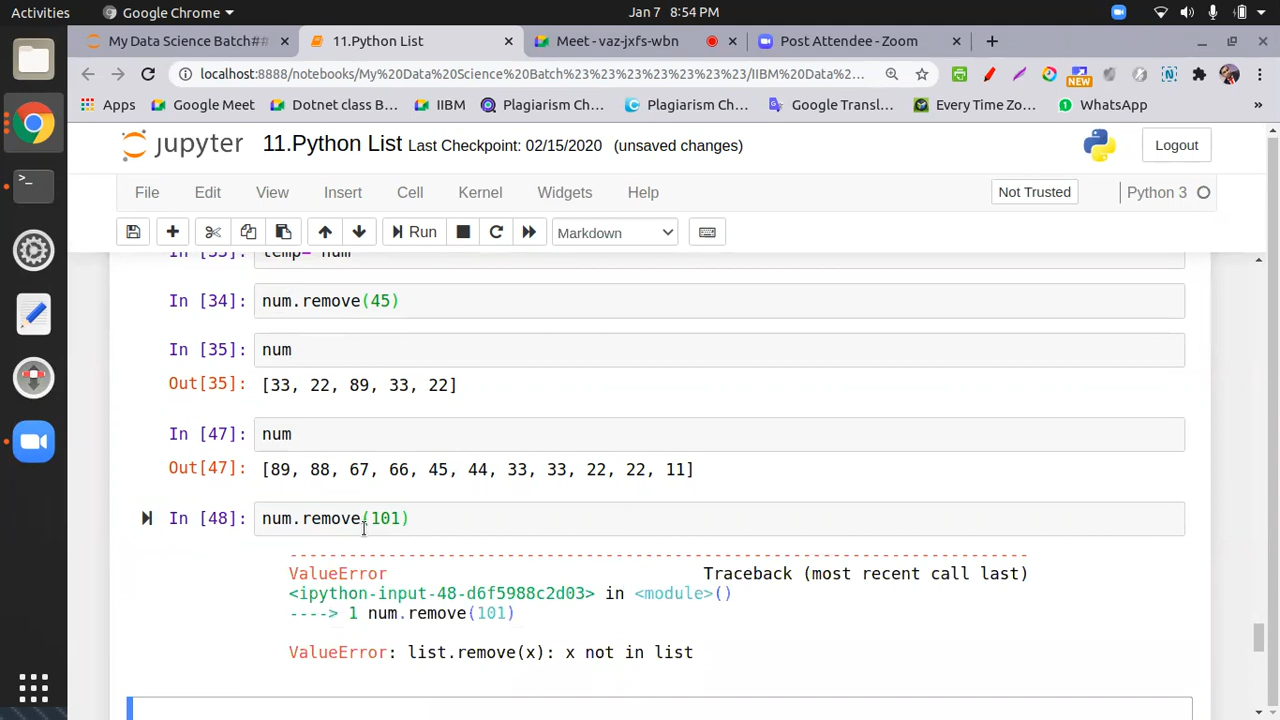 Activities Google Chrome Jan 7 8:54 PM
My Data Science Batch## 11.Python List Meet - vaz-jxfs-wbn Post Attendee - Zoom
localhost:8888/notebooks/My%20Data%20Science%20Batch%23%23%23%23%23%23/IIBM%20Data%2...
NEW
Apps Google Meet Dotnet class B... IIBM Plagiarism Ch... Plagiarism Ch... Google Transl... Every Time Zo... WhatsApp »
jupyter 11.Python List Last Checkpoint: 02/15/2020 (unsaved changes) Logout
File Edit View Insert Cell Kernel Widgets Help Not Trusted Python 3
Run Markdown
temp= num
In [34]: num.remove(45)
In [35]: num
Out[35]: [33, 22, 89, 33, 22]
In [47]: num
Out[47]: [89, 88, 67, 66, 45, 44, 33, 33, 22, 22, 11]
In [48]: num.remove(101)
---------------------------------------------------------------------------
ValueError Traceback (most recent call last)
<ipython-input-48-d6f5988c2d03> in <module>()
----> 1 num.remove(101)
ValueError: list.remove(x): x not in list